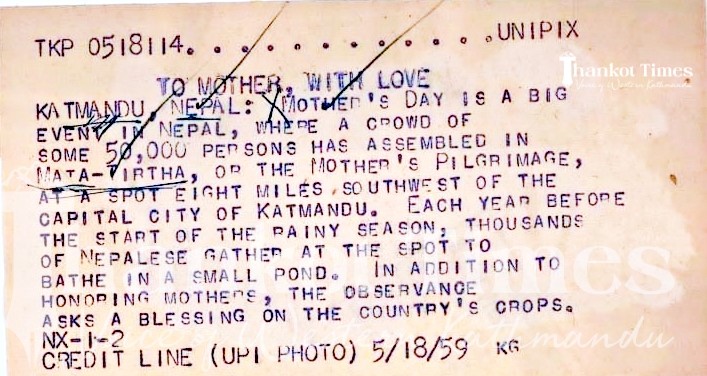 TKP 0518114. . . . . . . . . . . . . .UNIPIX
Thankot Times
TO MOTHER, WITH LOVE
KATMANDU, NEPAL: MOTHER'S DAY IS A BIG
EVENT IN NEPAL, WHERE A CROWD OF
SOME 50,000 PERSONS HAS ASSEMBLED IN
MATA-TIRTHA, OR THE MOTHER'S PILGRIMAGE,
AT A SPOT EIGHT MILES SOUTHWEST OF THE
CAPITAL CITY OF KATMANDU. EACH YEAR BEFORE
THE START OF THE RAINY SEASON, THOUSANDS
OF NEPALESE GATHER AT THE SPOT TO
BATHE IN A SMALL POND. IN ADDITION TO
HONORING MOTHERS, THE OBSERVANCE
ASKS A BLESSING ON THE COUNTRY'S CROPS.
NX-1-2
CREDIT LINE (UPI PHOTO) 5/18/59 KG